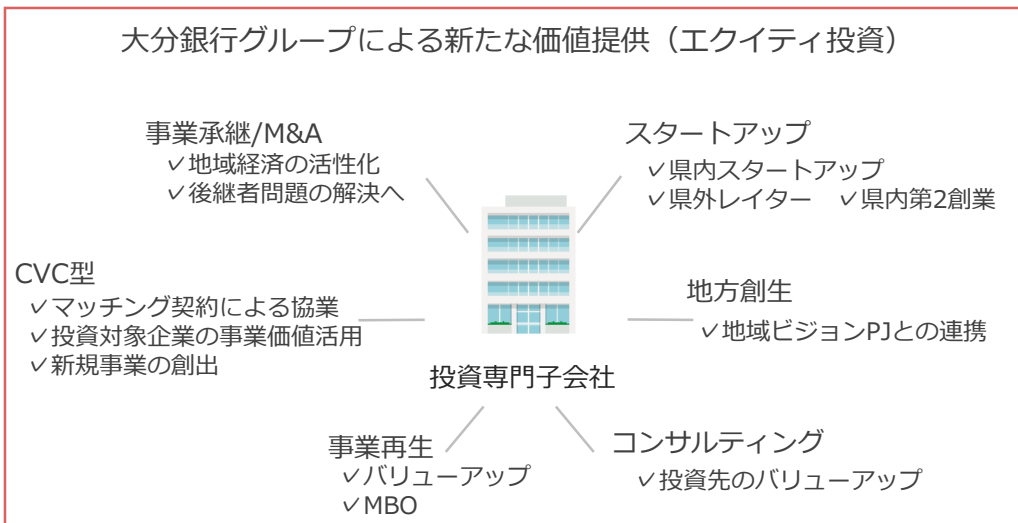 大分銀行グループによる新たな価値提供（エクイティ投資）
事業承継/M&A
✓地域経済の活性化
✓後継者問題の解決へ
スタートアップ
✓県内スタートアップ
✓県外レイター　✓県内第2創業
CVC型
✓マッチング契約による協業
✓投資対象企業の事業価値活用
✓新規事業の創出
地方創生
✓地域ビジョンPJとの連携
投資専門子会社
事業再生
✓バリューアップ
✓MBO
コンサルティング
✓投資先のバリューアップ